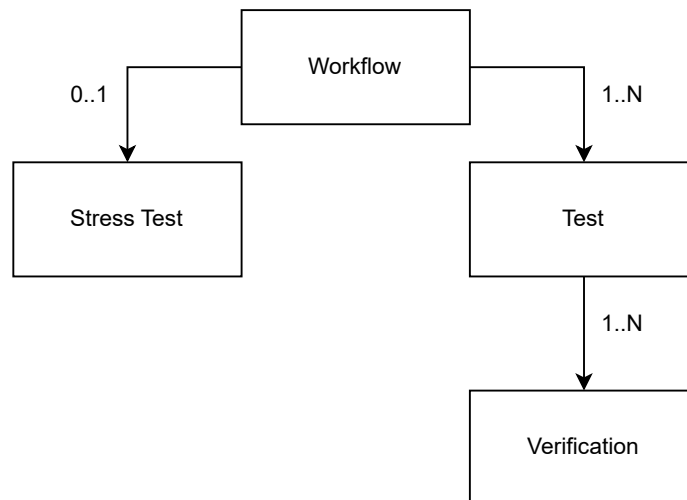 Workflow
0..1
1..N
Stress Test
Test
1..N
Verification